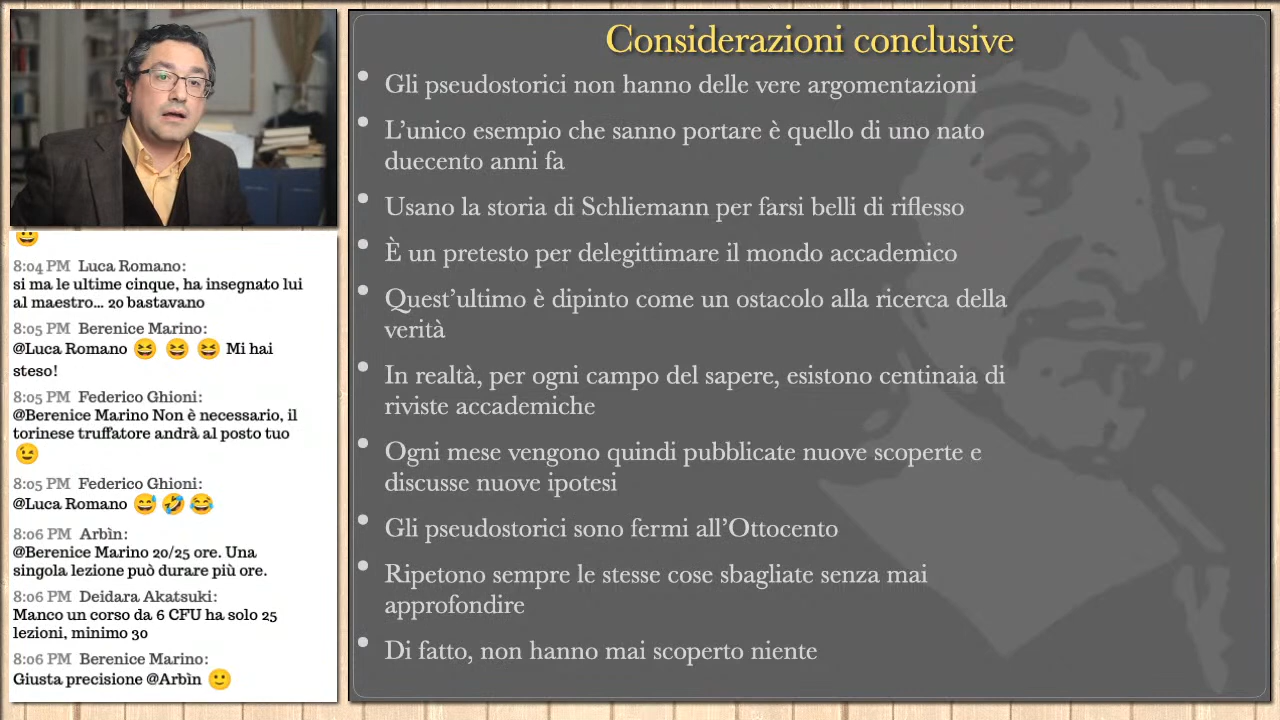 Considerazioni conclusive
Gli pseudostorici non hanno delle vere argomentazioni
L’unico esempio che sanno portare è quello di uno nato
duecento anni fa
Usano la storia di Schliemann per farsi belli di riflesso
È un pretesto per delegittimare il mondo accademico
Quest’ultimo è dipinto come un ostacolo alla ricerca della
verità
In realtà, per ogni campo del sapere, esistono centinaia di
riviste accademiche
Ogni mese vengono quindi pubblicate nuove scoperte e
discusse nuove ipotesi
Gli pseudostorici sono fermi all’Ottocento
Ripetono sempre le stesse cose sbagliate senza mai
approfondire
Di fatto, non hanno mai scoperto niente
😀
8:04 PM Luca Romano:
si ma le ultime cinque, ha insegnato lui
al maestro... 20 bastavano
8:05 PM Berenice Marino:
@Luca Romano 😆 😆 😆 Mi hai
steso!
8:05 PM Federico Ghioni:
@Berenice Marino Non è necessario, il
torinese truffatore andrà al posto tuo
😉
8:05 PM Federico Ghioni:
@Luca Romano 😅 🤣 😂
8:06 PM Arbìn:
@Berenice Marino 20/25 ore. Una
singola lezione può durare più ore.
8:06 PM Deidara Akatsuki:
Manco un corso da 6 CFU ha solo 25
lezioni, minimo 30
8:06 PM Berenice Marino:
Giusta precisione @Arbìn 🙂